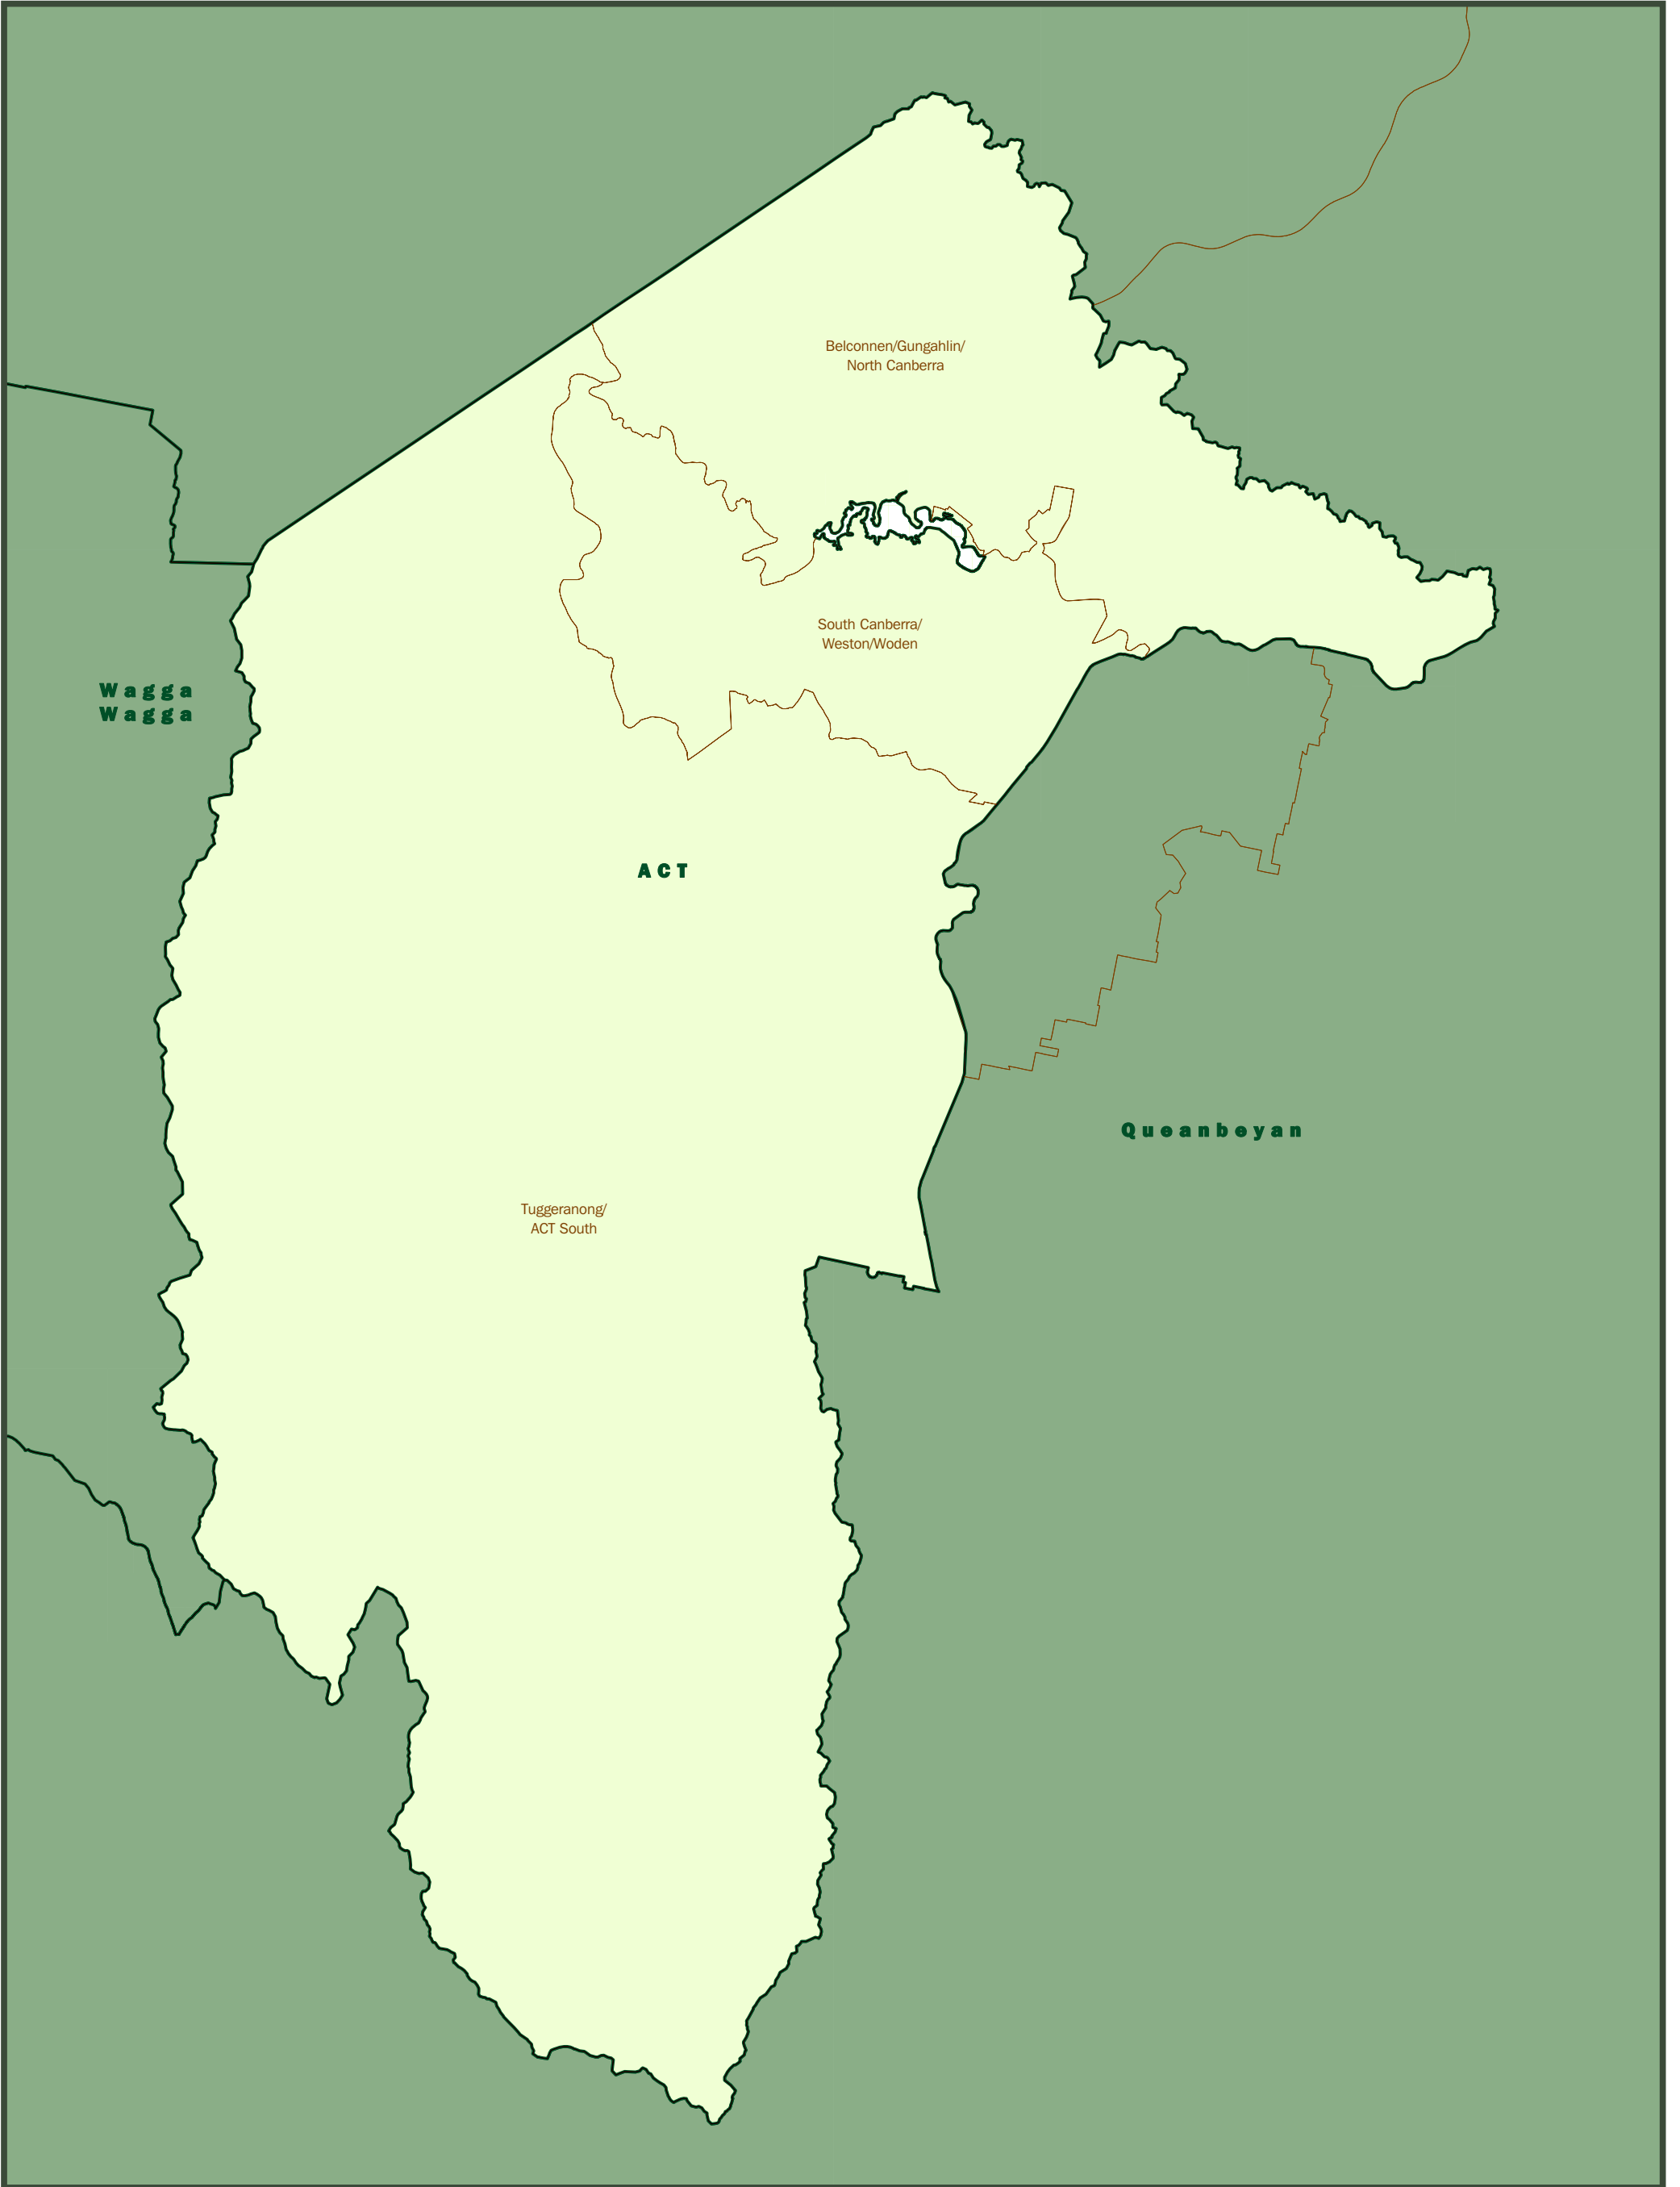 Belconnen/Gungahlin/
North Canberra
South Canberra/
Weston/Woden
Wagga
Wagga
ACT
Queanbeyan
Tuggeranong/
ACT South